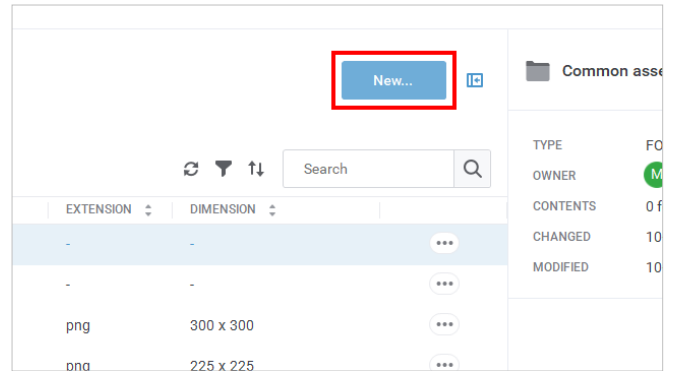 New...
Common asse
Search
EXTENSION DIMENSION
- -
- -
png 300 x 300
png 225 x 225
TYPE FO
OWNER M
CONTENTS 0 f
CHANGED 10
MODIFIED 10